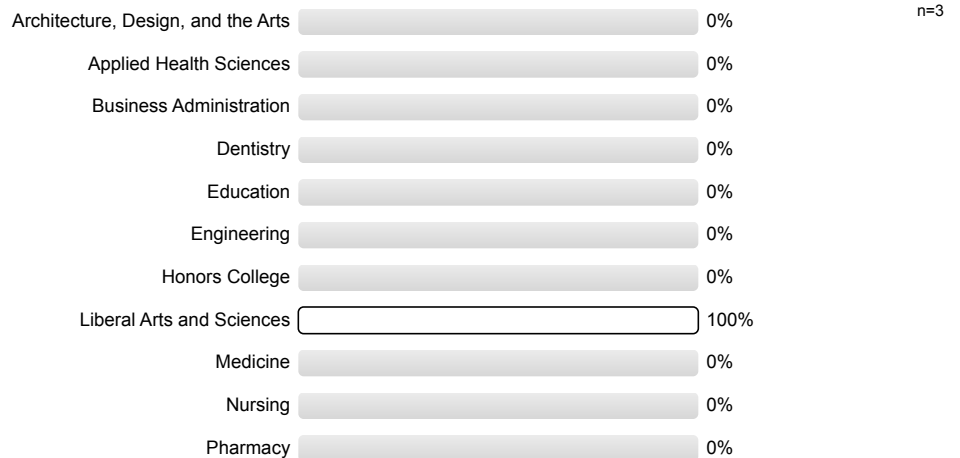 Architecture, Design, and the Arts 0% n=3
Applied Health Sciences 0%
Business Administration 0%
Dentistry 0%
Education 0%
Engineering 0%
Honors College 0%
Liberal Arts and Sciences 100%
Medicine 0%
Nursing 0%
Pharmacy 0%